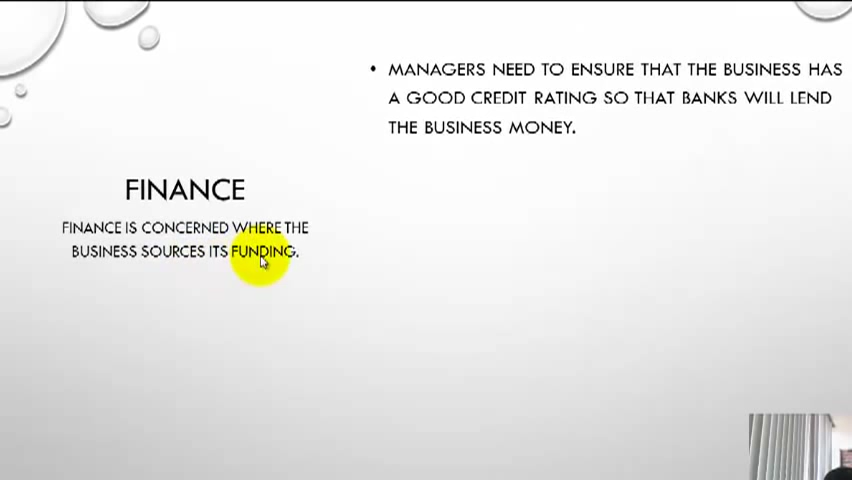 FINANCE
FINANCE IS CONCERNED WHERE THE
BUSINESS SOURCES ITS FUNDING.
• MANAGERS NEED TO ENSURE THAT THE BUSINESS HAS
A GOOD CREDIT RATING SO THAT BANKS WILL LEND
THE BUSINESS MONEY.